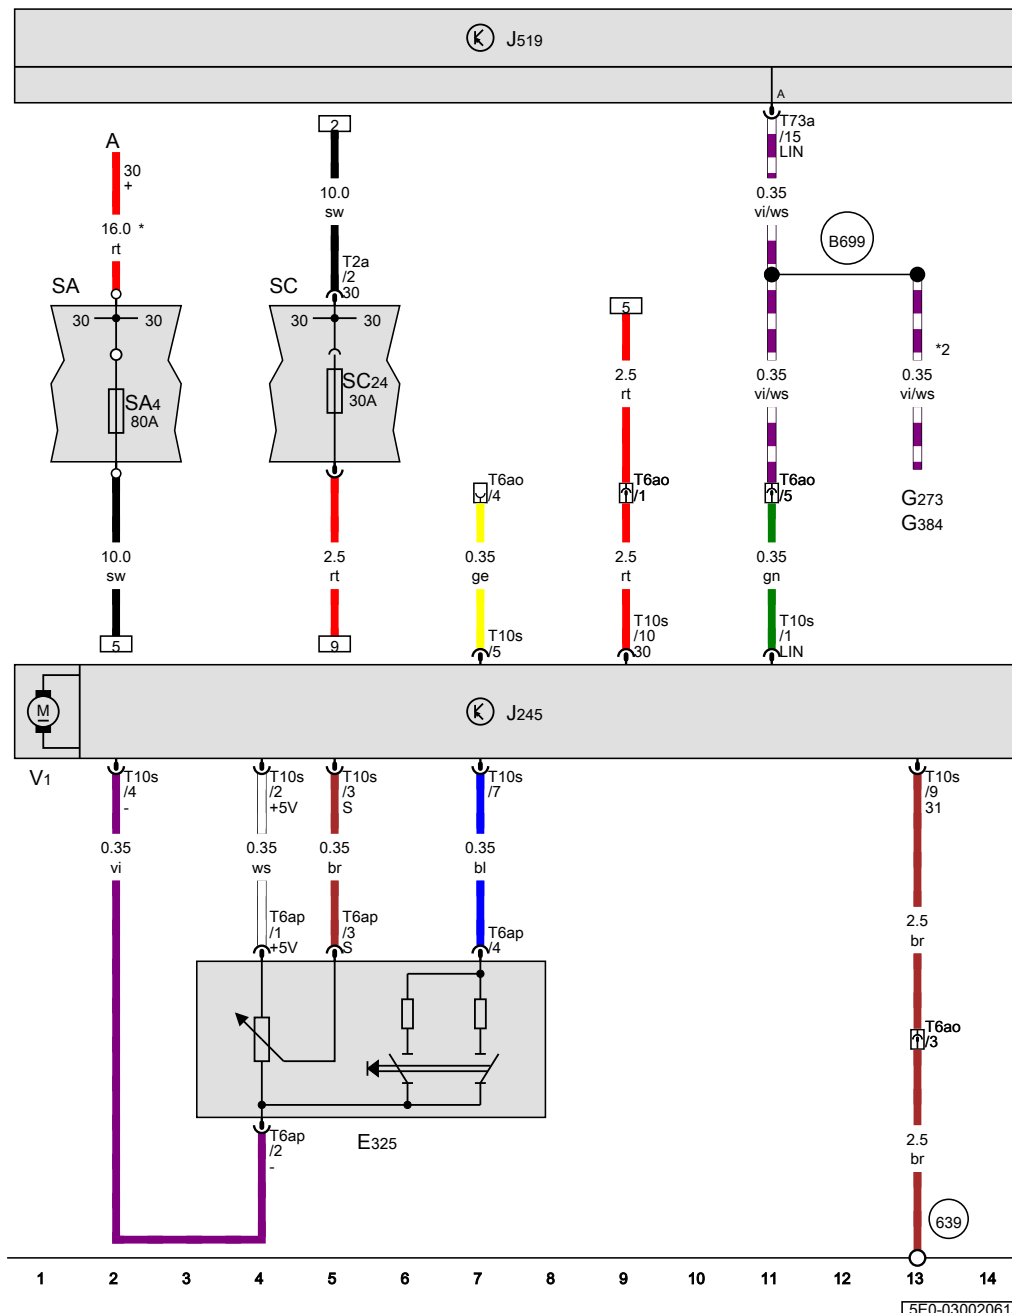 J519
A
T73a
/15
LIN
A
30
+
16.0 *
rt
2
10.0
sw
T2a
/2
30
0.35
vi/ws
B699
SA
30 30
SA4
80A
SC
30 30
SC24
30A
5
2.5
rt
0.35
vi/ws
*2
0.35
vi/ws
G273
G384
T6ao
/4
T6ao
/1
T6ao
/5
10.0
sw
2.5
rt
0.35
ge
2.5
rt
0.35
gn
5
9
T10s
/5
T10s
/10
30
T10s
/1
LIN
M
J245
V1
T10s
/4
-
T10s
/2
+5V
T10s
/3
S
T10s
/7
T10s
/9
31
0.35
vi
0.35
ws
0.35
br
0.35
bl
T6ap
/1
+5V
T6ap
/3
S
T6ap
/4
2.5
br
T6ao
/3
T6ap
/2
-
E325
2.5
br
639
1 2 3 4 5 6 7 8 9 10 11 12 13 14
5E0-03002061